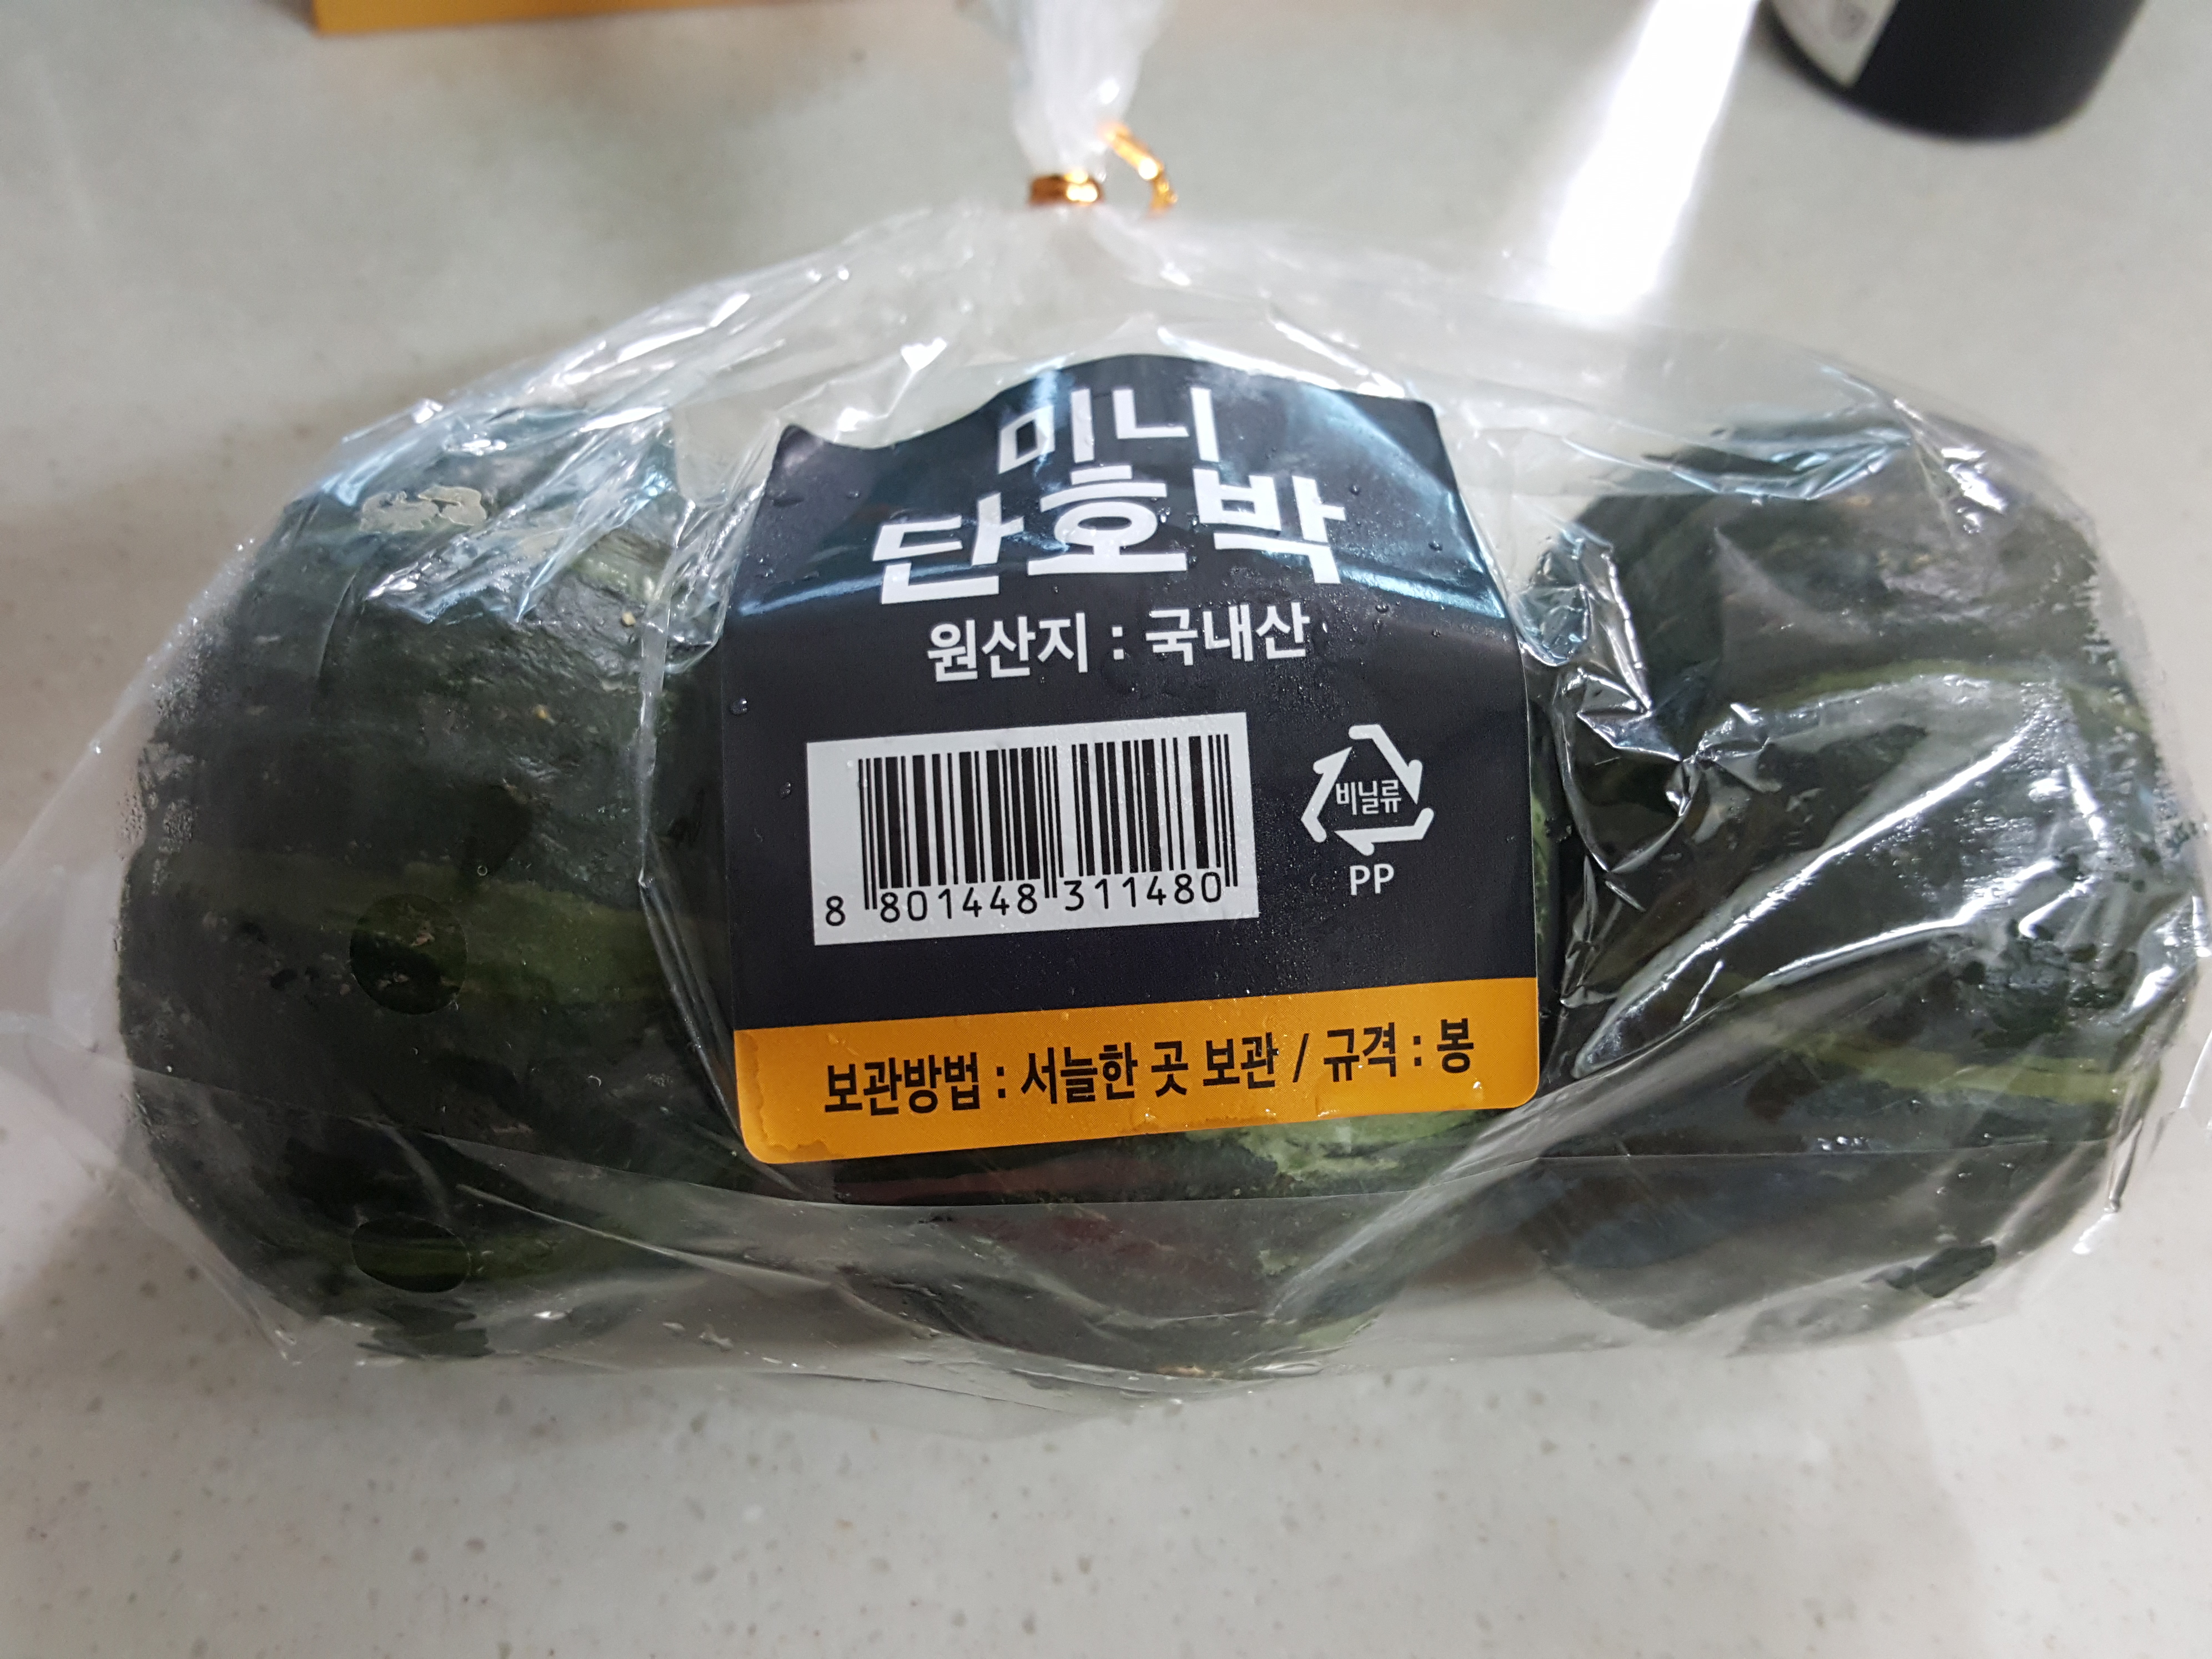 미니
단호박
원산지 : 국내산
비닐류
PP
8 801448 311480
보관방법 : 서늘한 곳 보관 / 규격 : 봉